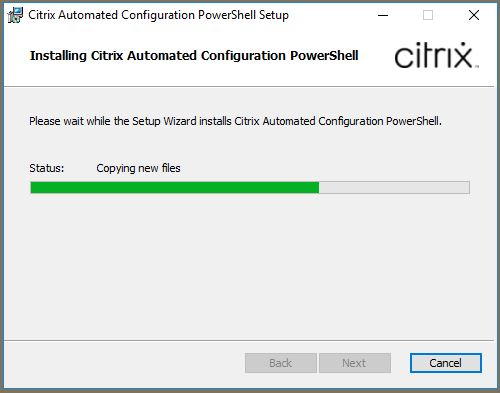 Citrix Automated Configuration PowerShell Setup
Installing Citrix Automated Configuration PowerShell
citrix
Please wait while the Setup Wizard installs Citrix Automated Configuration PowerShell.
Status: Copying new files
Back Next Cancel